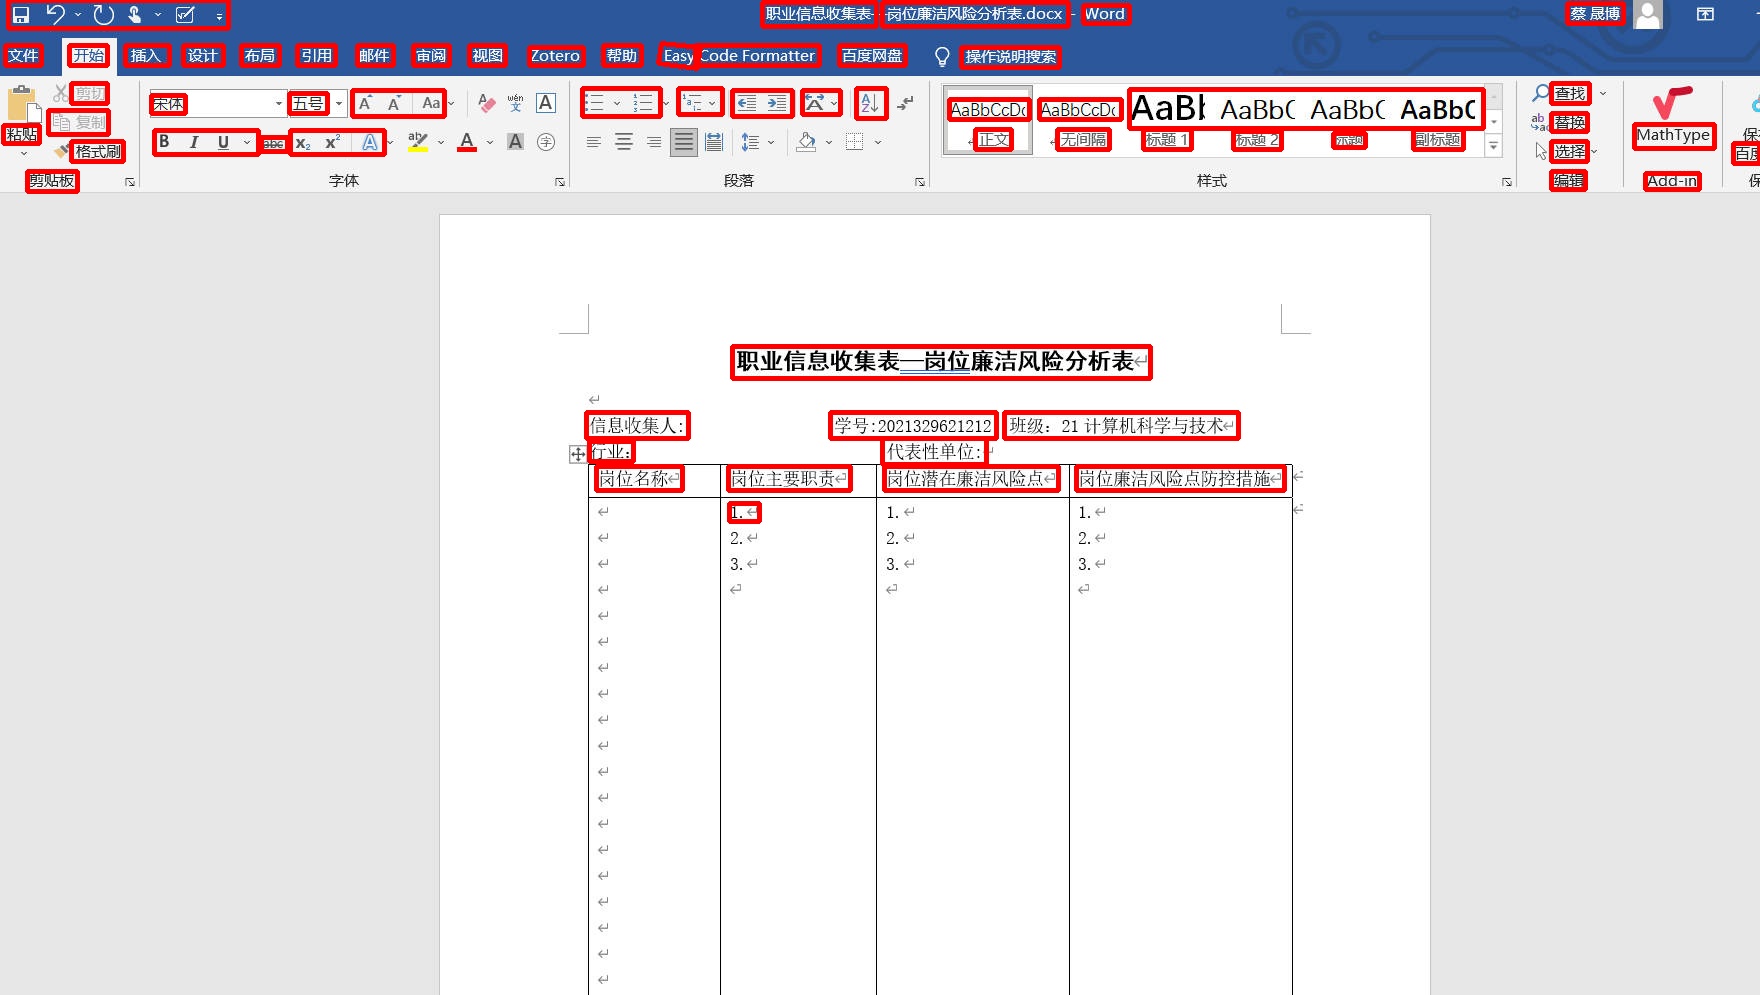 职业信息收集表—岗位廉洁风险分析表.docx - Word
蔡 晟博
文件 开始 插入 设计 布局 引用 邮件 审阅 视图 Zotero 帮助 Easy Code Formatter 百度网盘 操作说明搜索
剪切
复制
格式刷
粘贴
剪贴板
宋体 五号 A A Aa wén 文 A
B I U abc x₂ x² A aby A A 字
字体
段落
AaBbCcDc AaBbCcDc AaBl AaBbC AaBbC AaBbC
正文 无间隔 标题 1 标题 2 标题 副标题
样式
查找
替换
选择
编辑
MathType
Add-in
百度
职业信息收集表—岗位廉洁风险分析表
信息收集人: 学号:2021329621212 班级：21 计算机科学与技术
行业: 代表性单位:
岗位名称 岗位主要职责 岗位潜在廉洁风险点 岗位廉洁风险点防控措施
1. 1. 1.
2. 2. 2.
3. 3. 3.